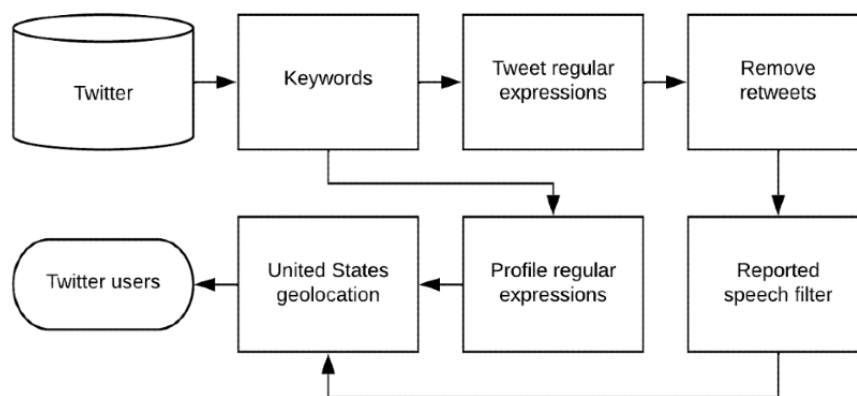 Twitter
Keywords
Tweet regular
expressions
Remove
retweets
Twitter users
United States
geolocation
Profile regular
expressions
Reported
speech filter